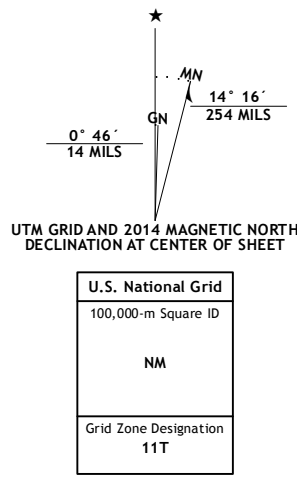 ★
MN
GN
14° 16´
254 MILS
0° 46´
14 MILS
UTM GRID AND 2014 MAGNETIC NORTH
DECLINATION AT CENTER OF SHEET
U.S. National Grid
100,000-m Square ID
NM
Grid Zone Designation
11T